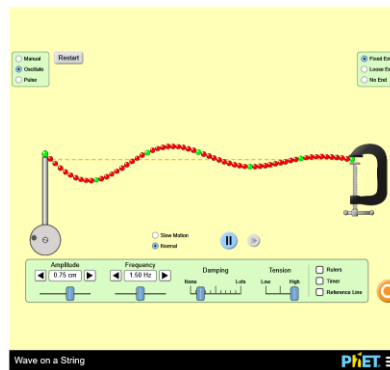 Manual
Oscillate
Pulse
Restart
Fixed End
Loose End
No End
Slow Motion
Normal
Amplitude
0.75 cm
Frequency
1.50 Hz
Damping
None
Lots
Tension
Low
High
Rulers
Timer
Reference Line
Wave on a String
PhET